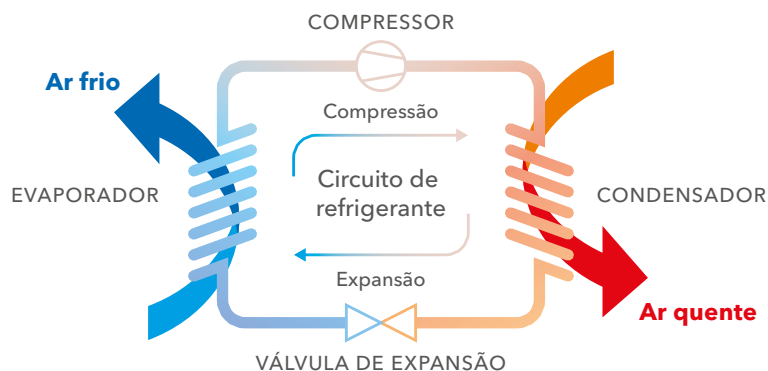 COMPRESSOR
Ar frio
Compressão
EVAPORADOR
Circuito de
refrigerante
CONDENSADOR
Expansão
Ar quente
VÁLVULA DE EXPANSÃO